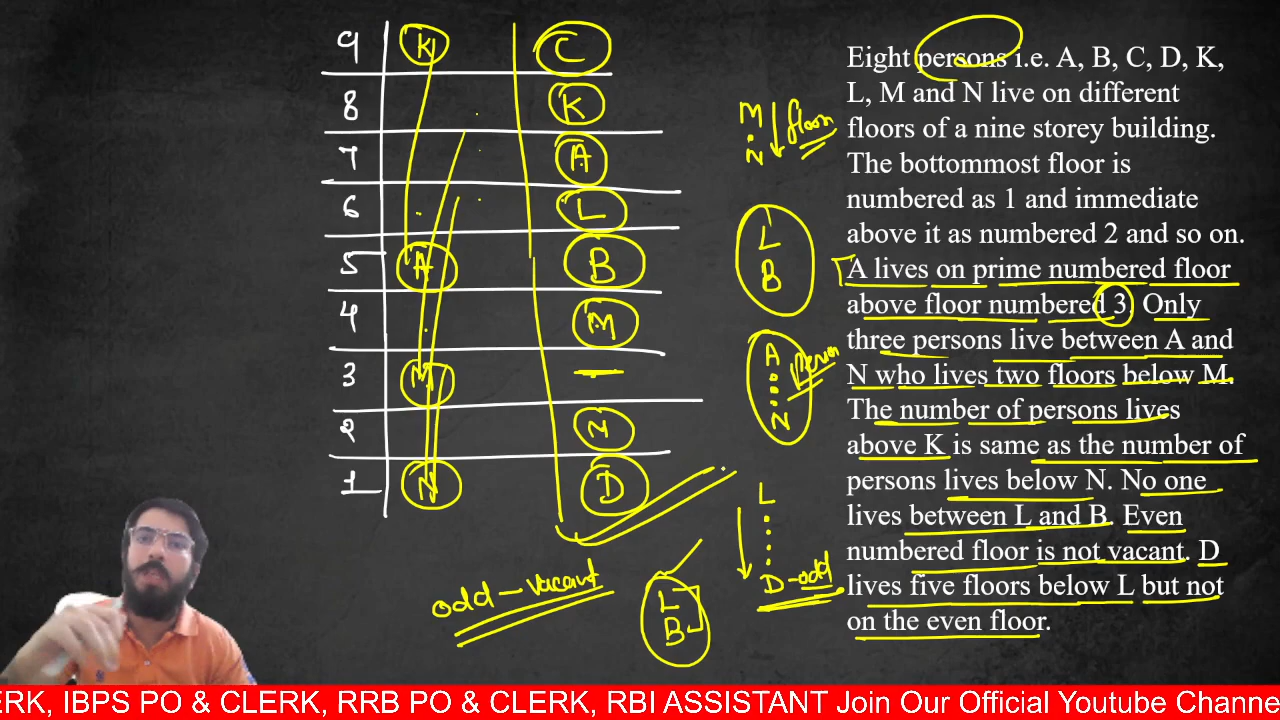 9 K C
8 K
7 A
6 L
5 A B
4 M
3 M —
2 N
1 N D
odd - vacant
M
N
floor
L
B
A
N
Person
L
D-odd
L
B
Eight persons i.e. A, B, C, D, K,
L, M and N live on different
floors of a nine storey building.
The bottommost floor is
numbered as 1 and immediate
above it as numbered 2 and so on.
A lives on prime numbered floor
above floor numbered 3. Only
three persons live between A and
N who lives two floors below M.
The number of persons lives
above K is same as the number of
persons lives below N. No one
lives between L and B. Even
numbered floor is not vacant. D
lives five floors below L but not
on the even floor.
ERK, IBPS PO & CLERK, RRB PO & CLERK, RBI ASSISTANT Join Our Official Youtube Channe